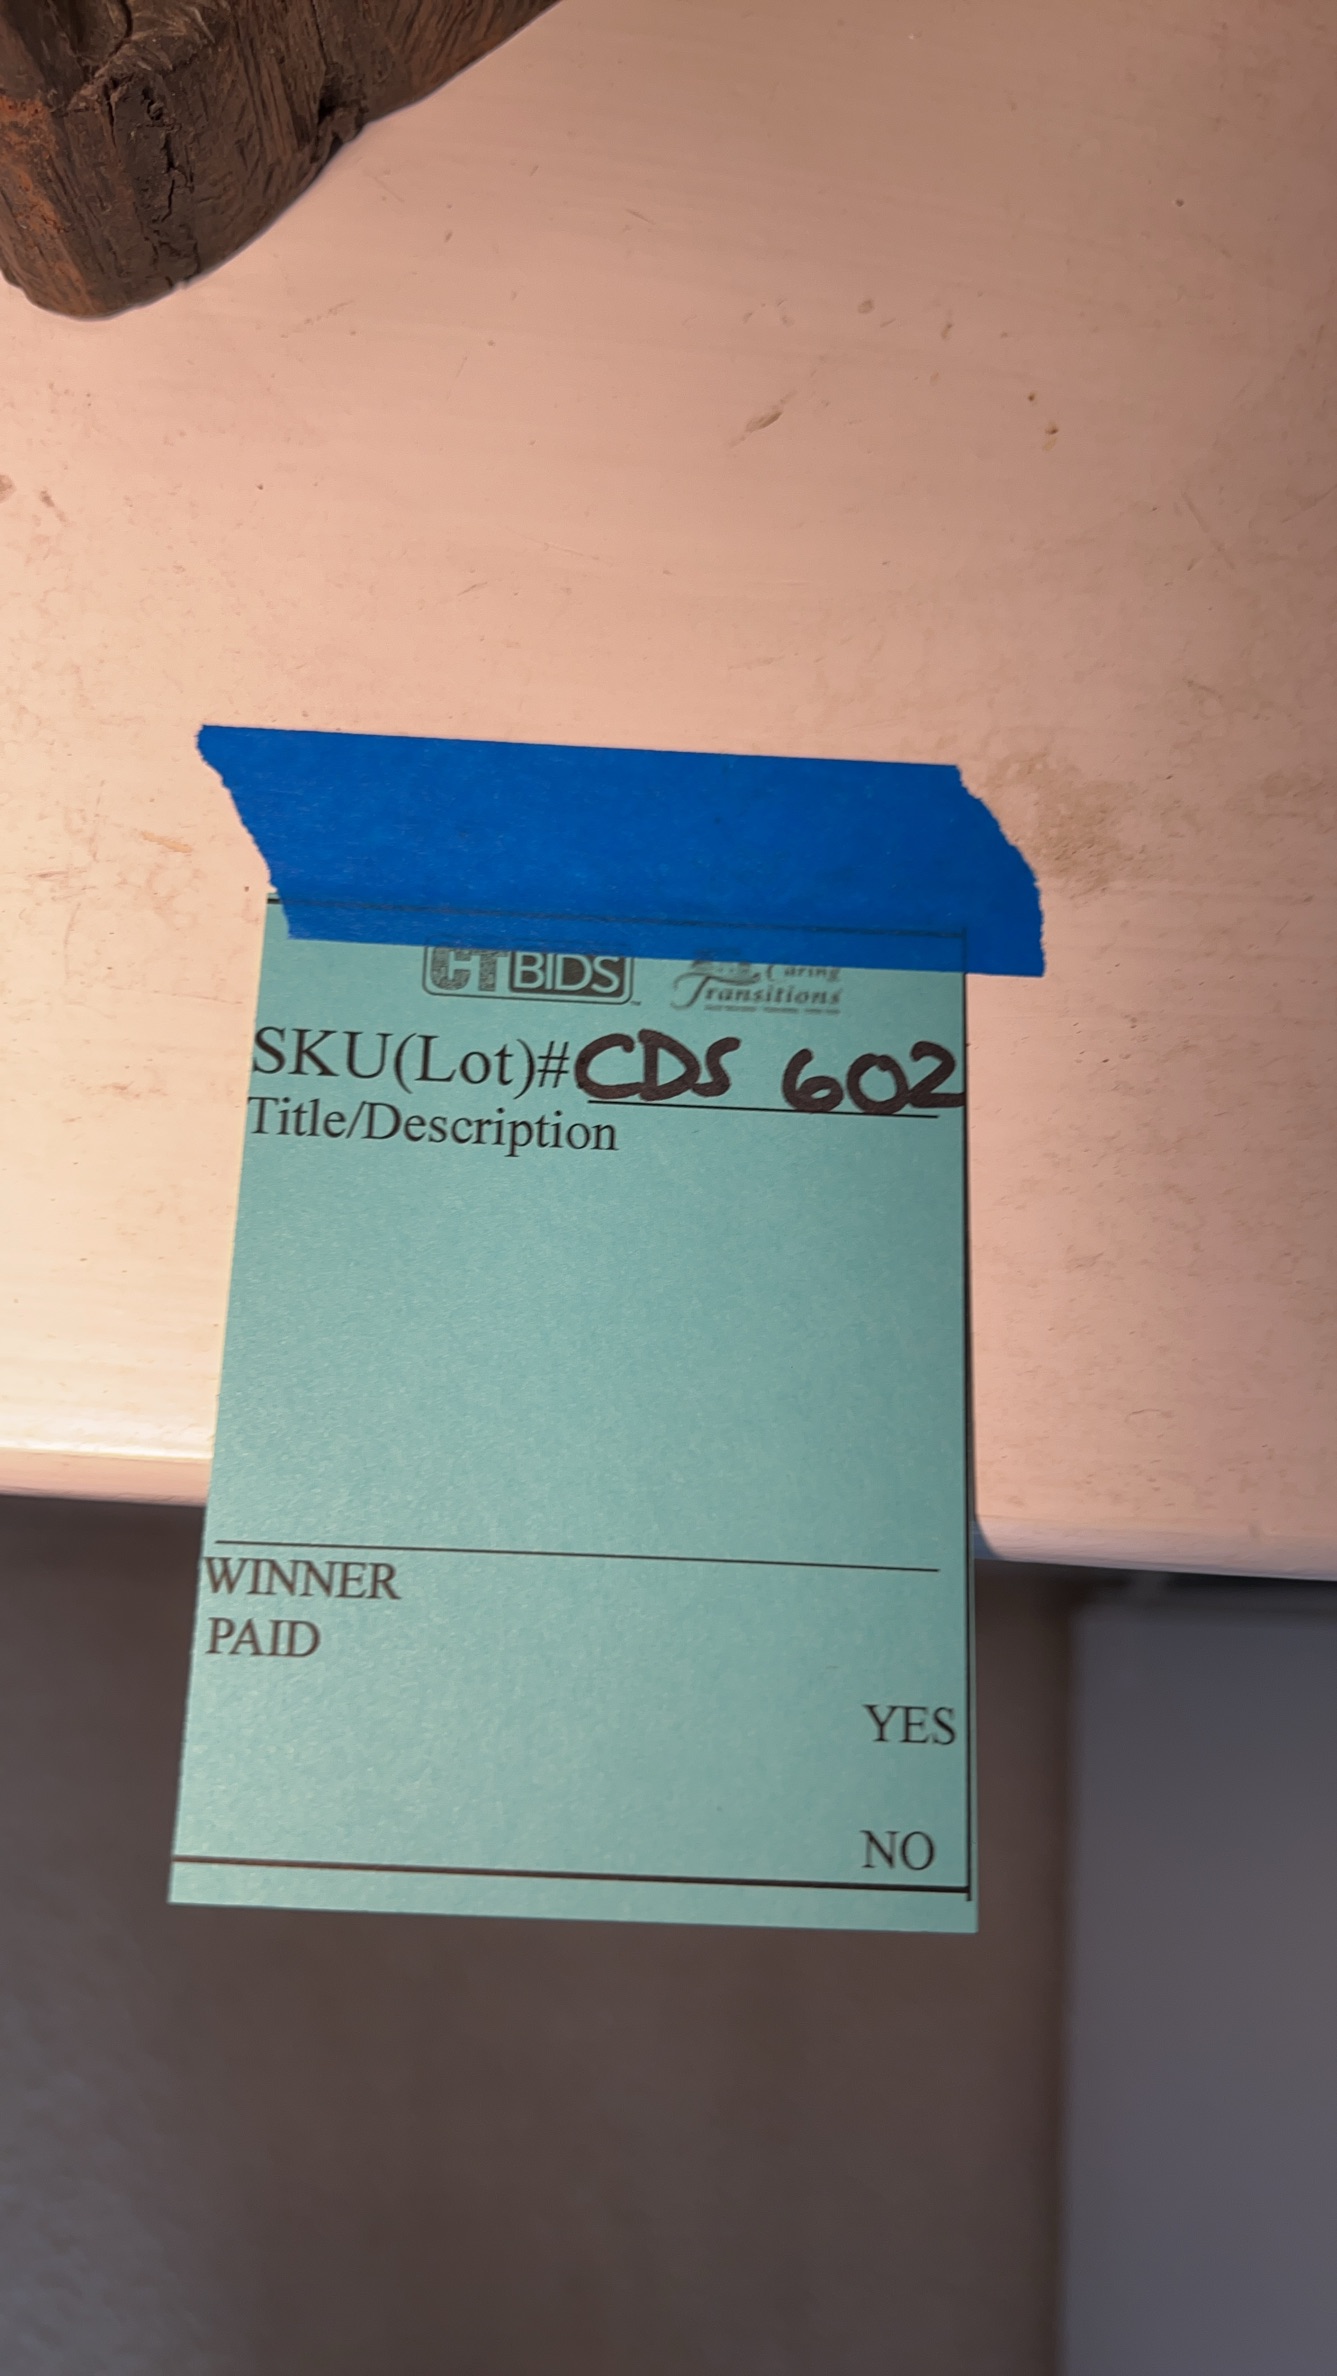 CTBIDS Caring
Transitions
SKU(Lot)# CDS 602
Title/Description
WINNER
PAID
YES
NO